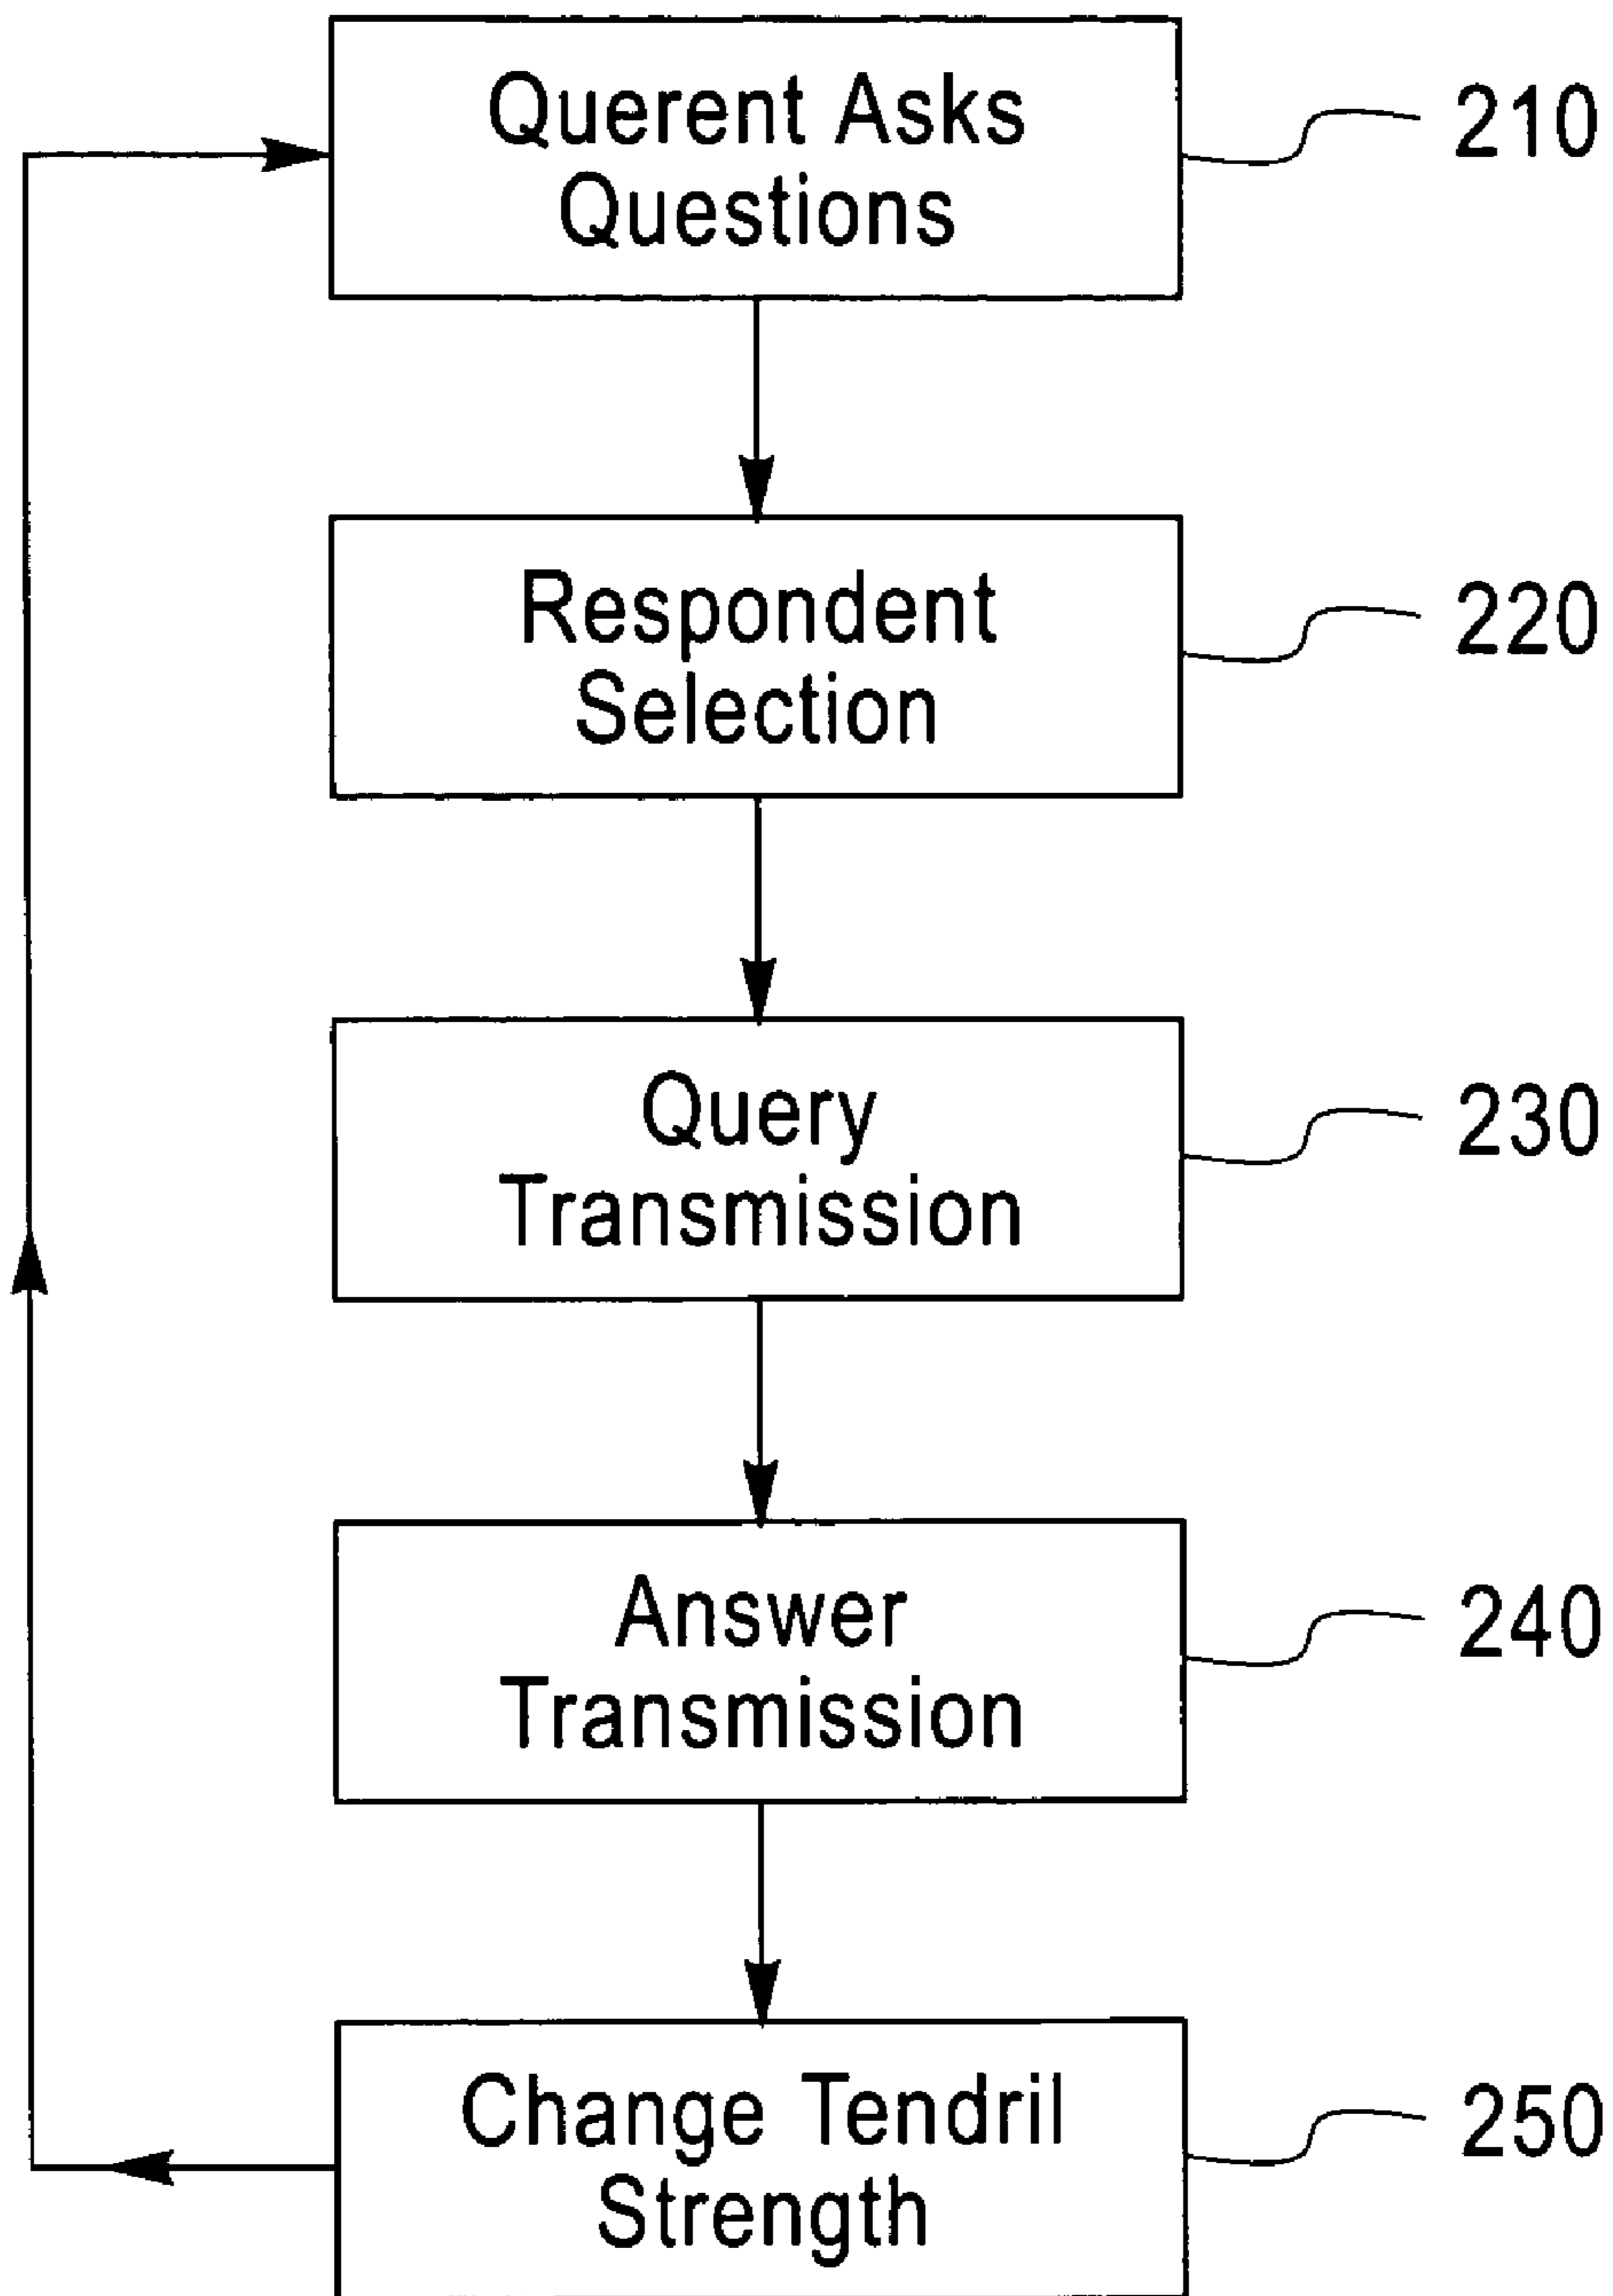 Querent Asks
Questions
210
Respondent
Selection
220
Query
Transmission
230
Answer
Transmission
240
Change Tendril
Strength
250